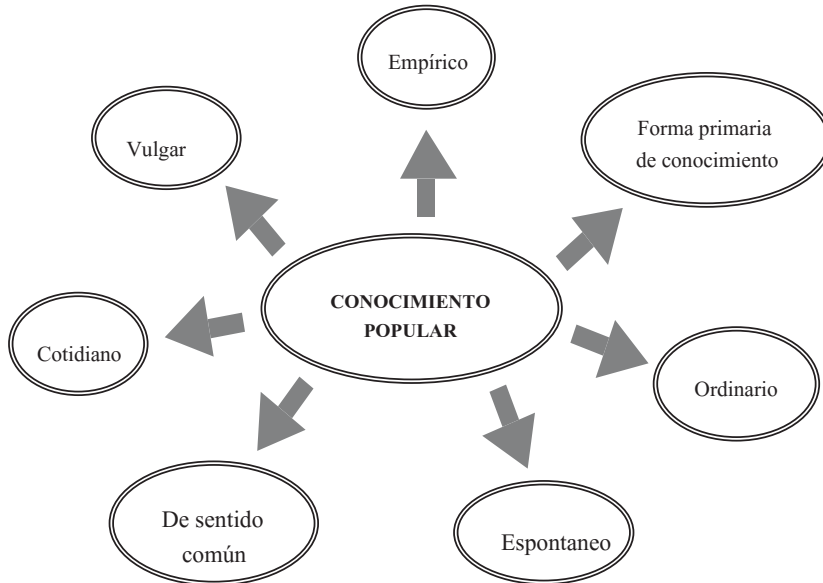 Empírico
Forma primaria
de conocimiento
Vulgar
CONOCIMIENTO
POPULAR
Cotidiano
Ordinario
De sentido
común
Espontaneo